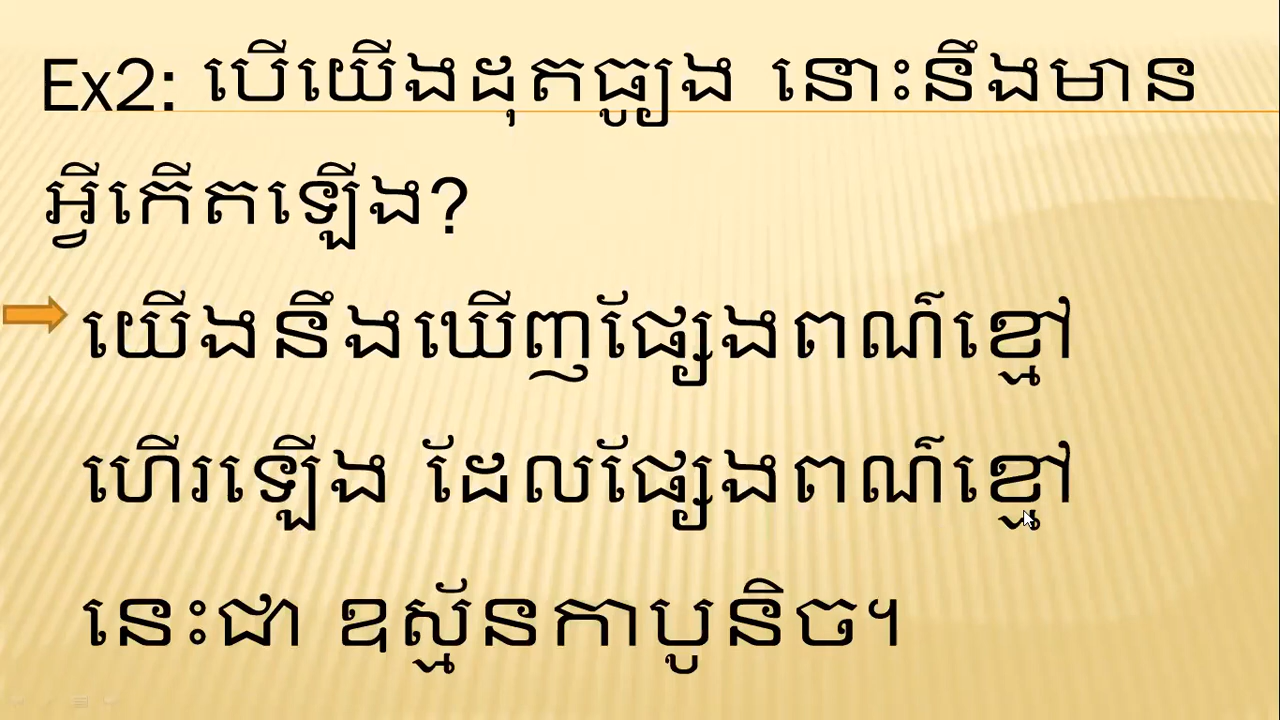 Ex2: បើយើងដុតធ្យូង នោះនឹងមាន
អ្វីកើតឡើង?
យើងនឹងឃើញផ្សែងពណ៌ខ្មៅ
ហើរឡើង ដែលផ្សែងពណ៌ខ្មៅ
នេះជា ឧស្ម័នកាបូនិច។